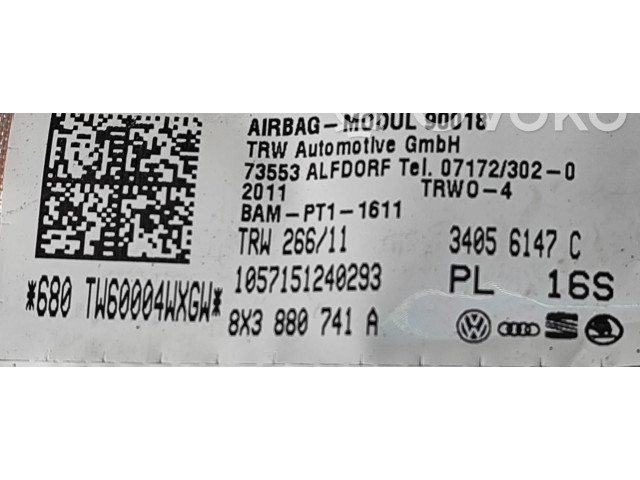 AIRBAG-MODUL 90018
TRW Automotive GmbH
73553 ALFDORF Tel. 07172/302-0
2011 TRWO-4
BAM-PT1-1611
TRW 266/11 3405 6147 C
*680 TW60004WXGW* 1057151240293 PL 16S
8X3 880 741 A